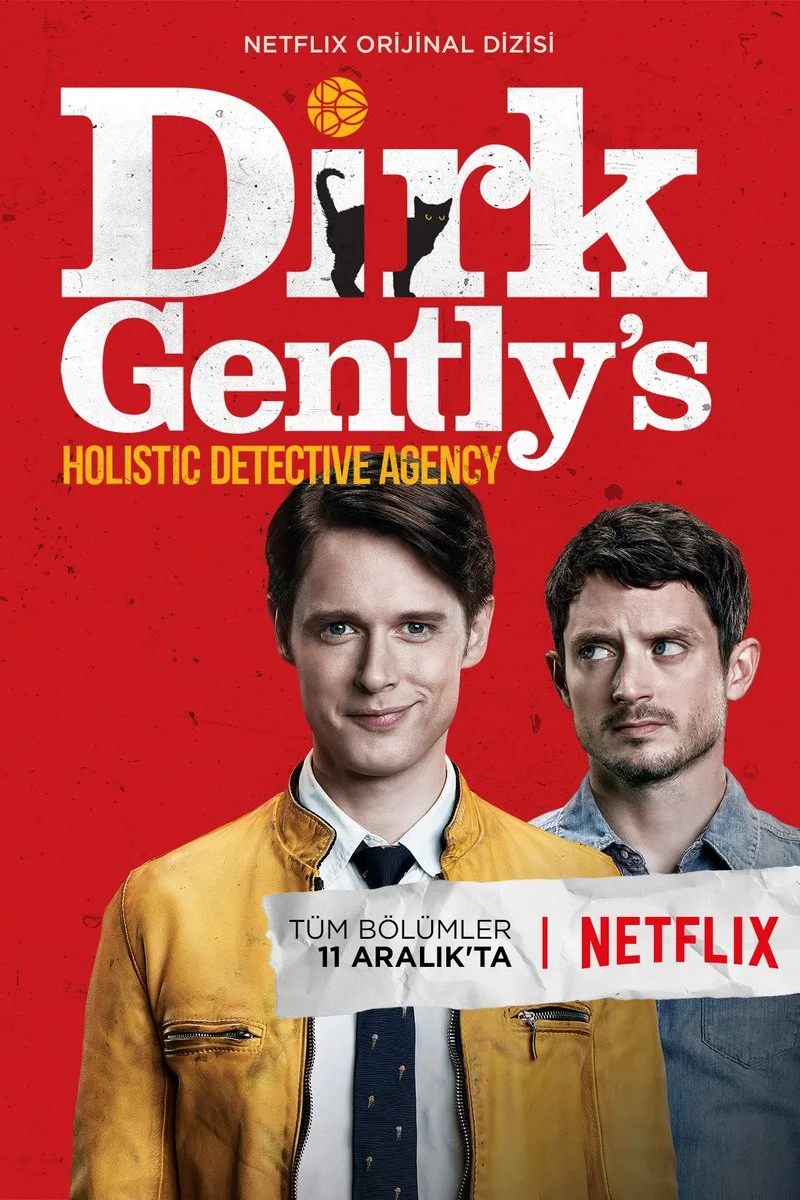 NETFLIX ORİJİNAL DİZİSİ
Dirk
Gently's
HOLISTIC DETECTIVE AGENCY
TÜM BÖLÜMLER
11 ARALIK'TA
NETFLIX